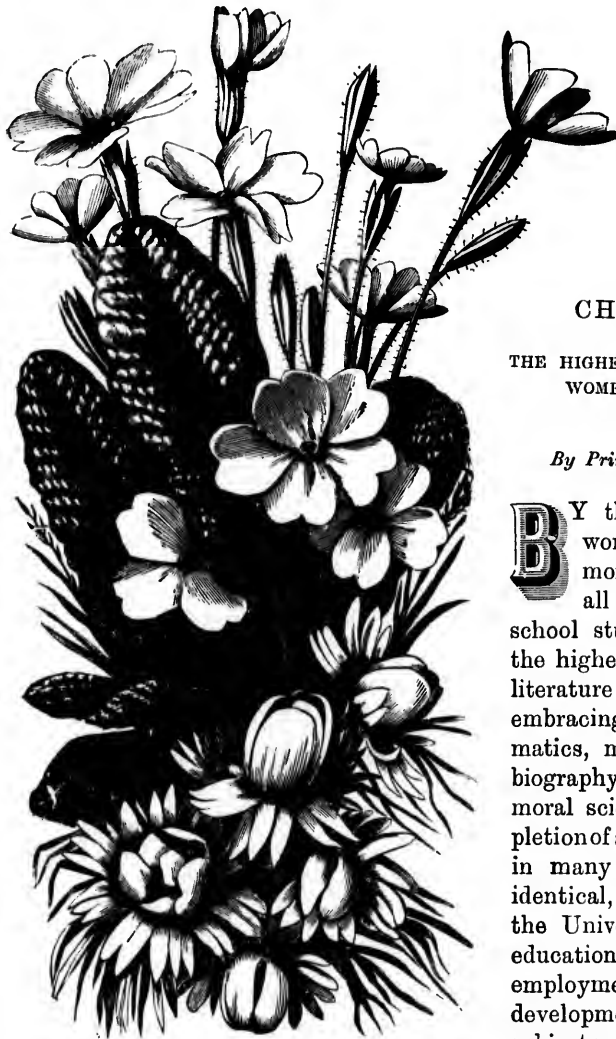 CH
THE HIGHE
WOME
By Pri
BY th
wor
mo
all
school stu
the highe
literature
embracing
matics, m
biography
moral sci
pletion of
in many
identical,
the Univ
education
employme
developme